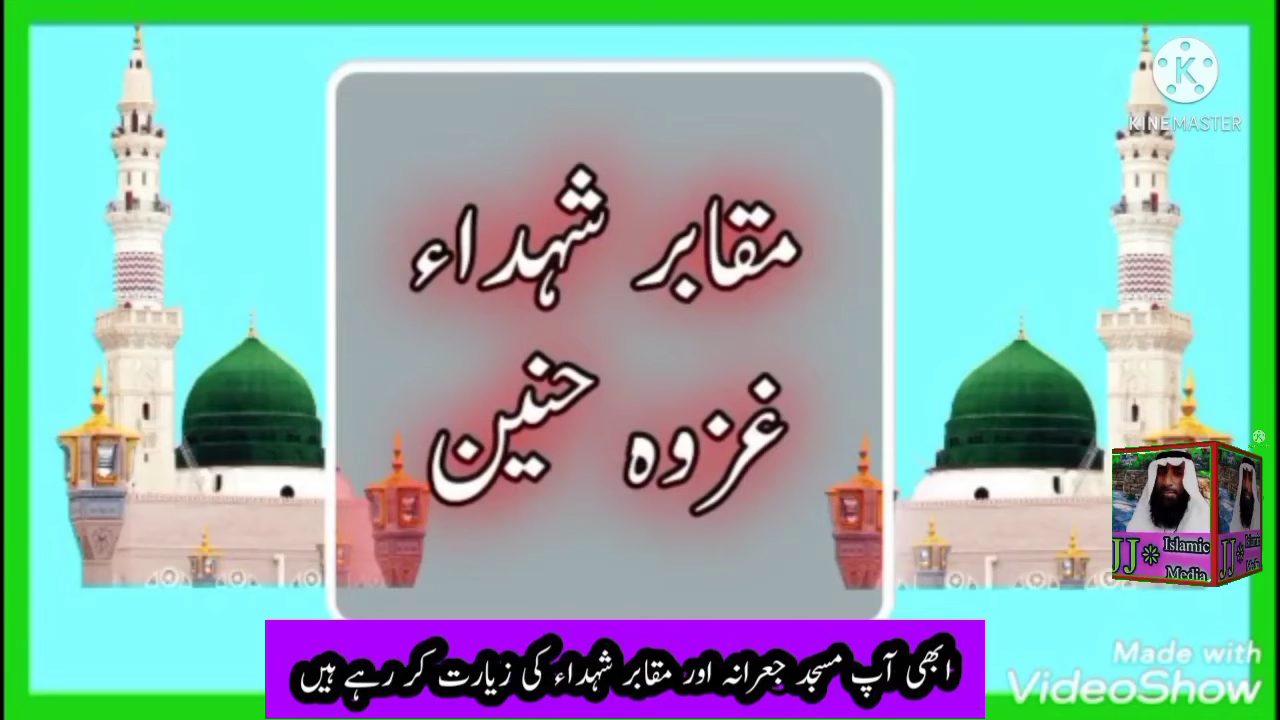 مقابر شہداء
غزوہ حنین
ابھی آپ مسجد جعرانہ اور مقابر شہداء کی زیارت کر رہے ہیں
KINEMASTER
JJ* Islamic
Media
Made with
VideoShow